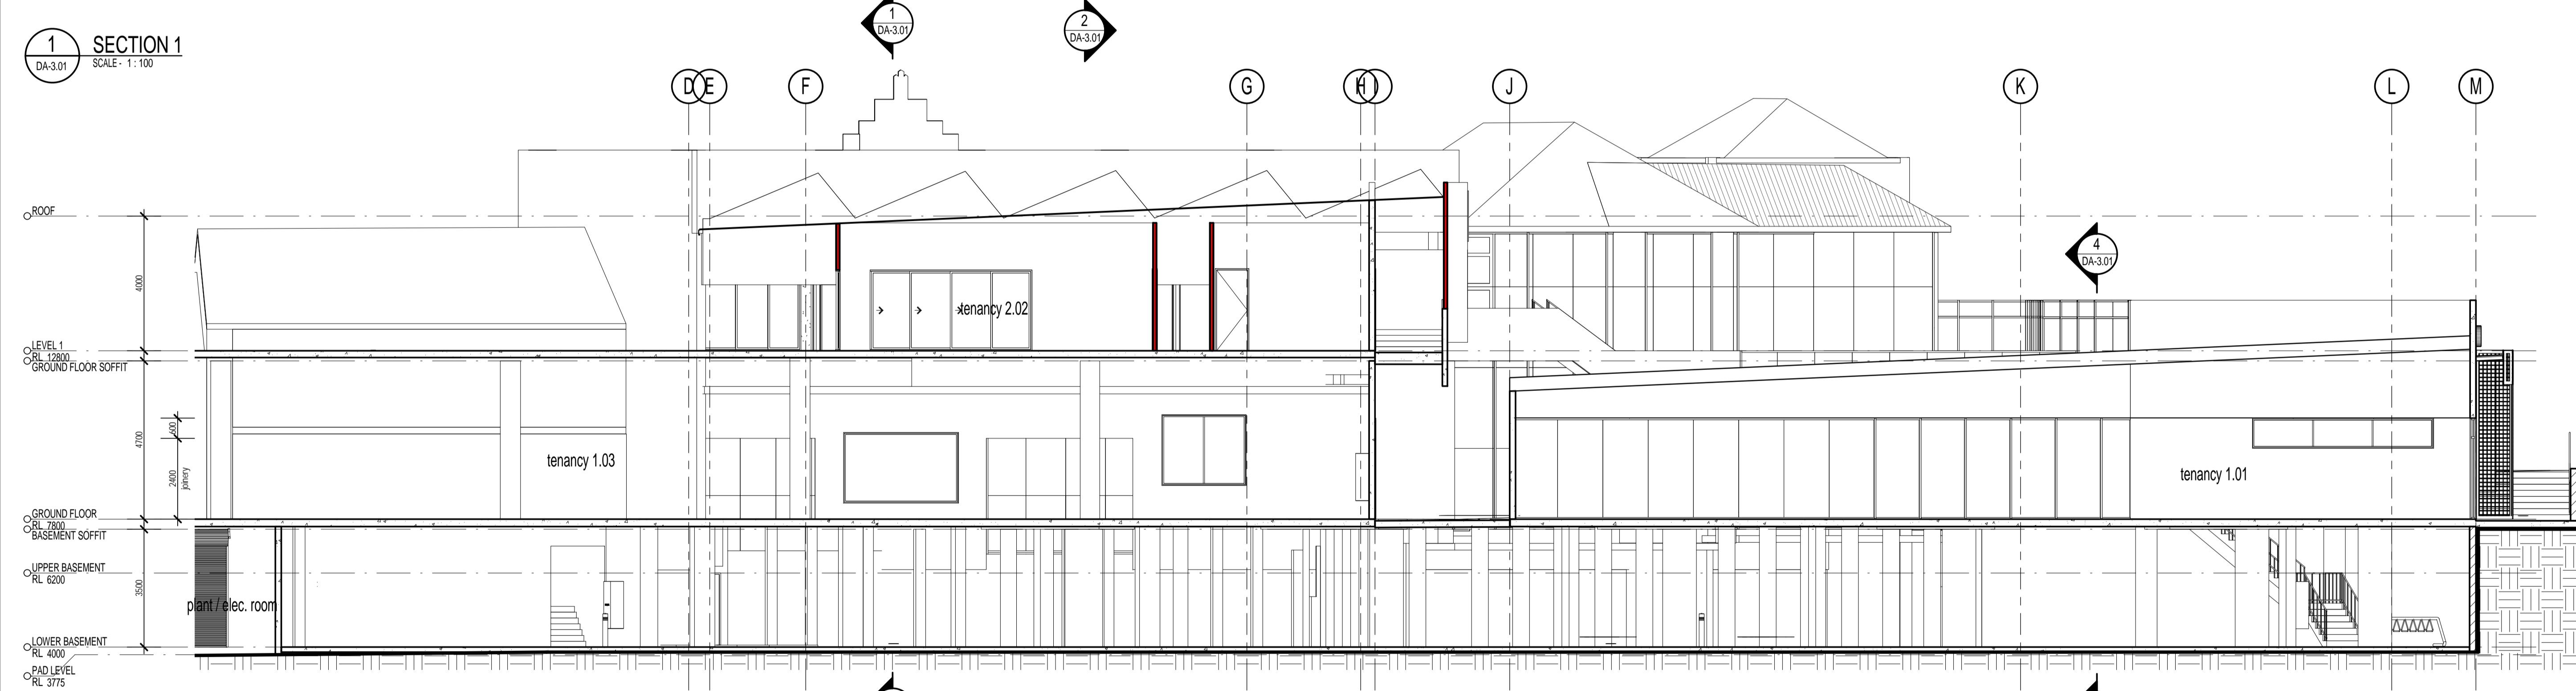 1
DA-3.01
SECTION 1
SCALE - 1 : 100
1
DA-3.01
2
DA-3.01
D
E
F
G
H
I
J
K
L
M
ROOF
4000
4
DA-3.01
tenancy 2.02
LEVEL 1
RL 12800
GROUND FLOOR SOFFIT
600
4700
2400
joinery
tenancy 1.03
tenancy 1.01
GROUND FLOOR
RL 7800
BASEMENT SOFFIT
UPPER BASEMENT
RL 6200
3500
plant / elec. room
LOWER BASEMENT
RL 4000
PAD LEVEL
RL 3775